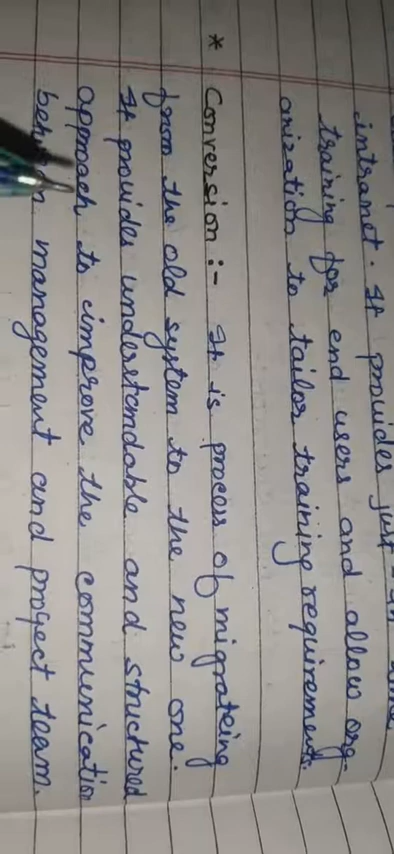 intranet. It provides just
training for end users and allow org-
anization to tailor training requirements.
* Conversion :- It is process of migrateing
from the old system to the new one.
It provides understandable and structured
approach to improve the communication
management and project team.